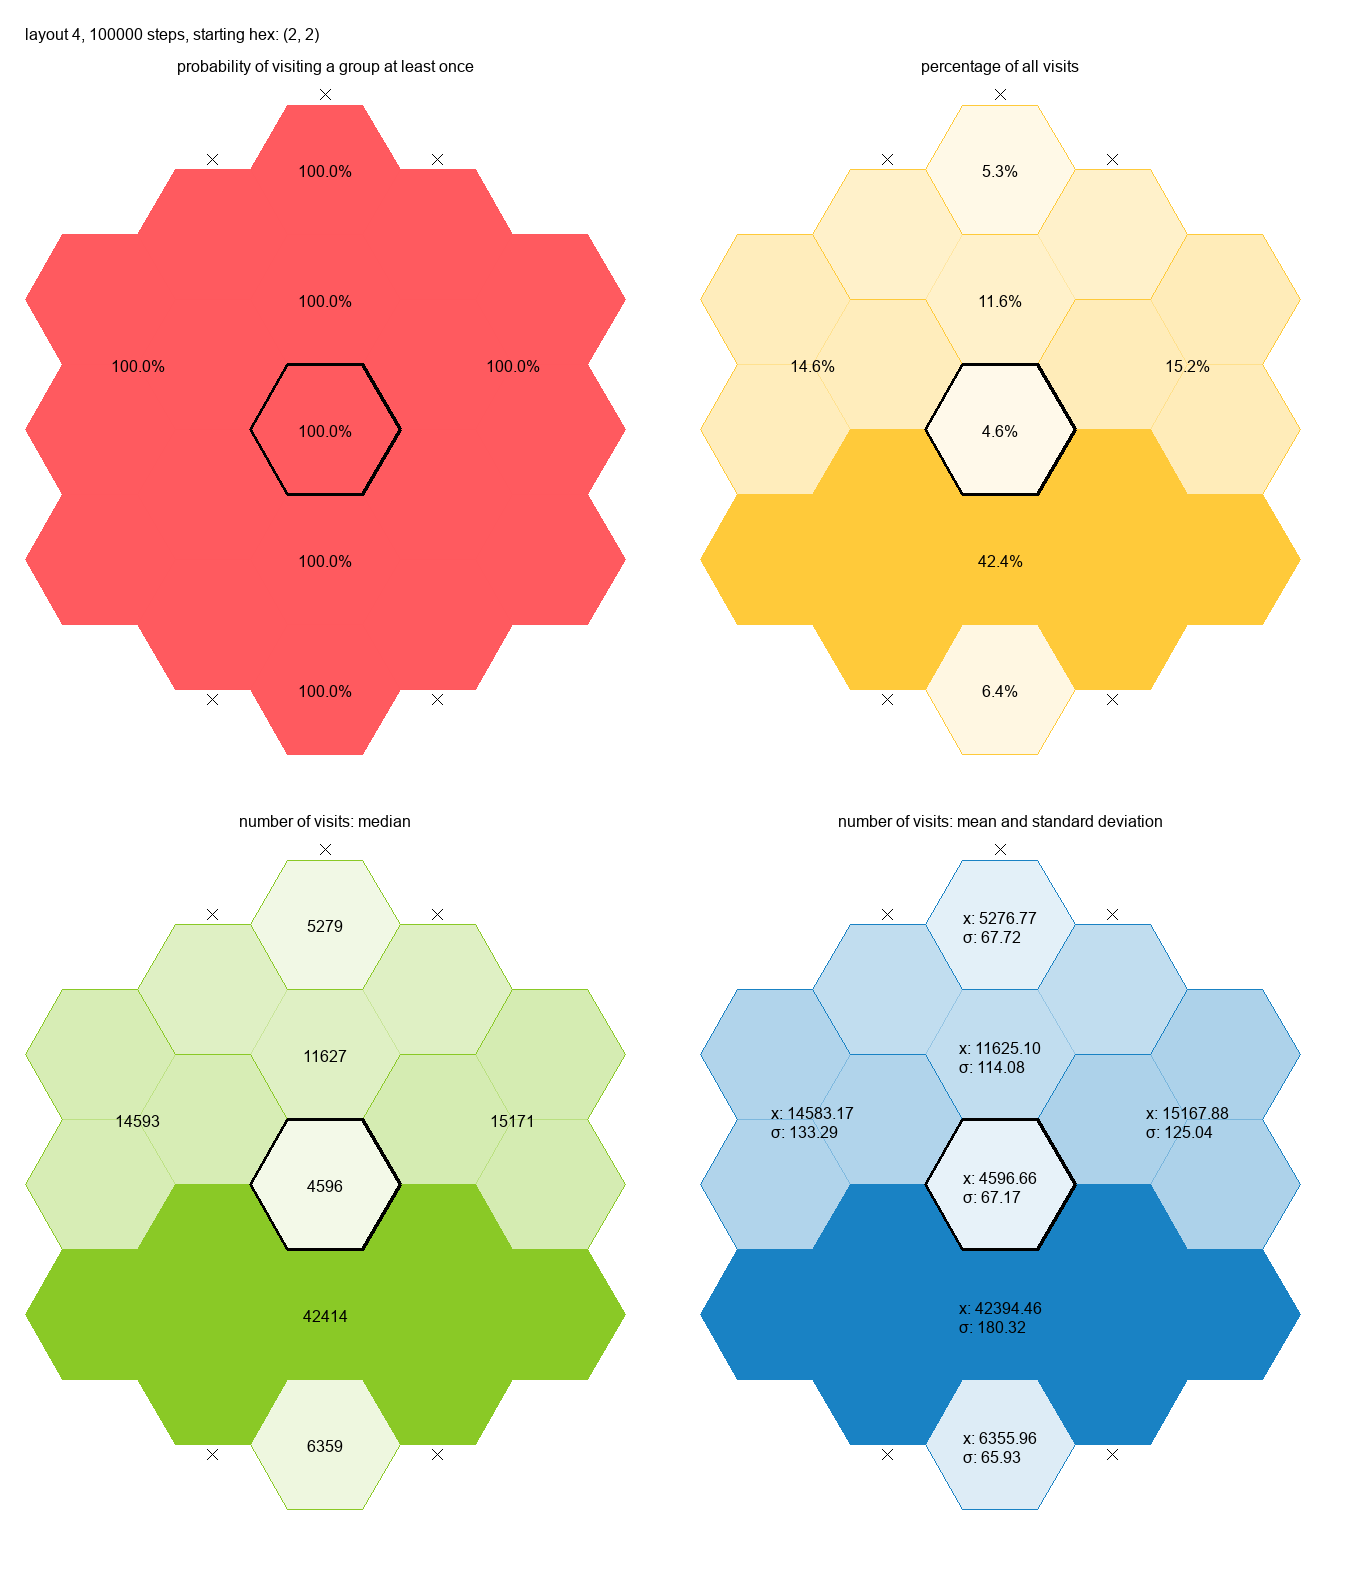 layout 4, 100000 steps, starting hex: (2, 2)
probability of visiting a group at least once
100.0%
100.0%
100.0%
100.0%
100.0%
100.0%
100.0%
percentage of all visits
5.3%
11.6%
14.6%
15.2%
4.6%
42.4%
6.4%
number of visits: median
5279
11627
14593
15171
4596
42414
6359
number of visits: mean and standard deviation
x: 5276.77
σ: 67.72
x: 11625.10
σ: 114.08
x: 14583.17
σ: 133.29
x: 15167.88
σ: 125.04
x: 4596.66
σ: 67.17
x: 42394.46
σ: 180.32
x: 6355.96
σ: 65.93